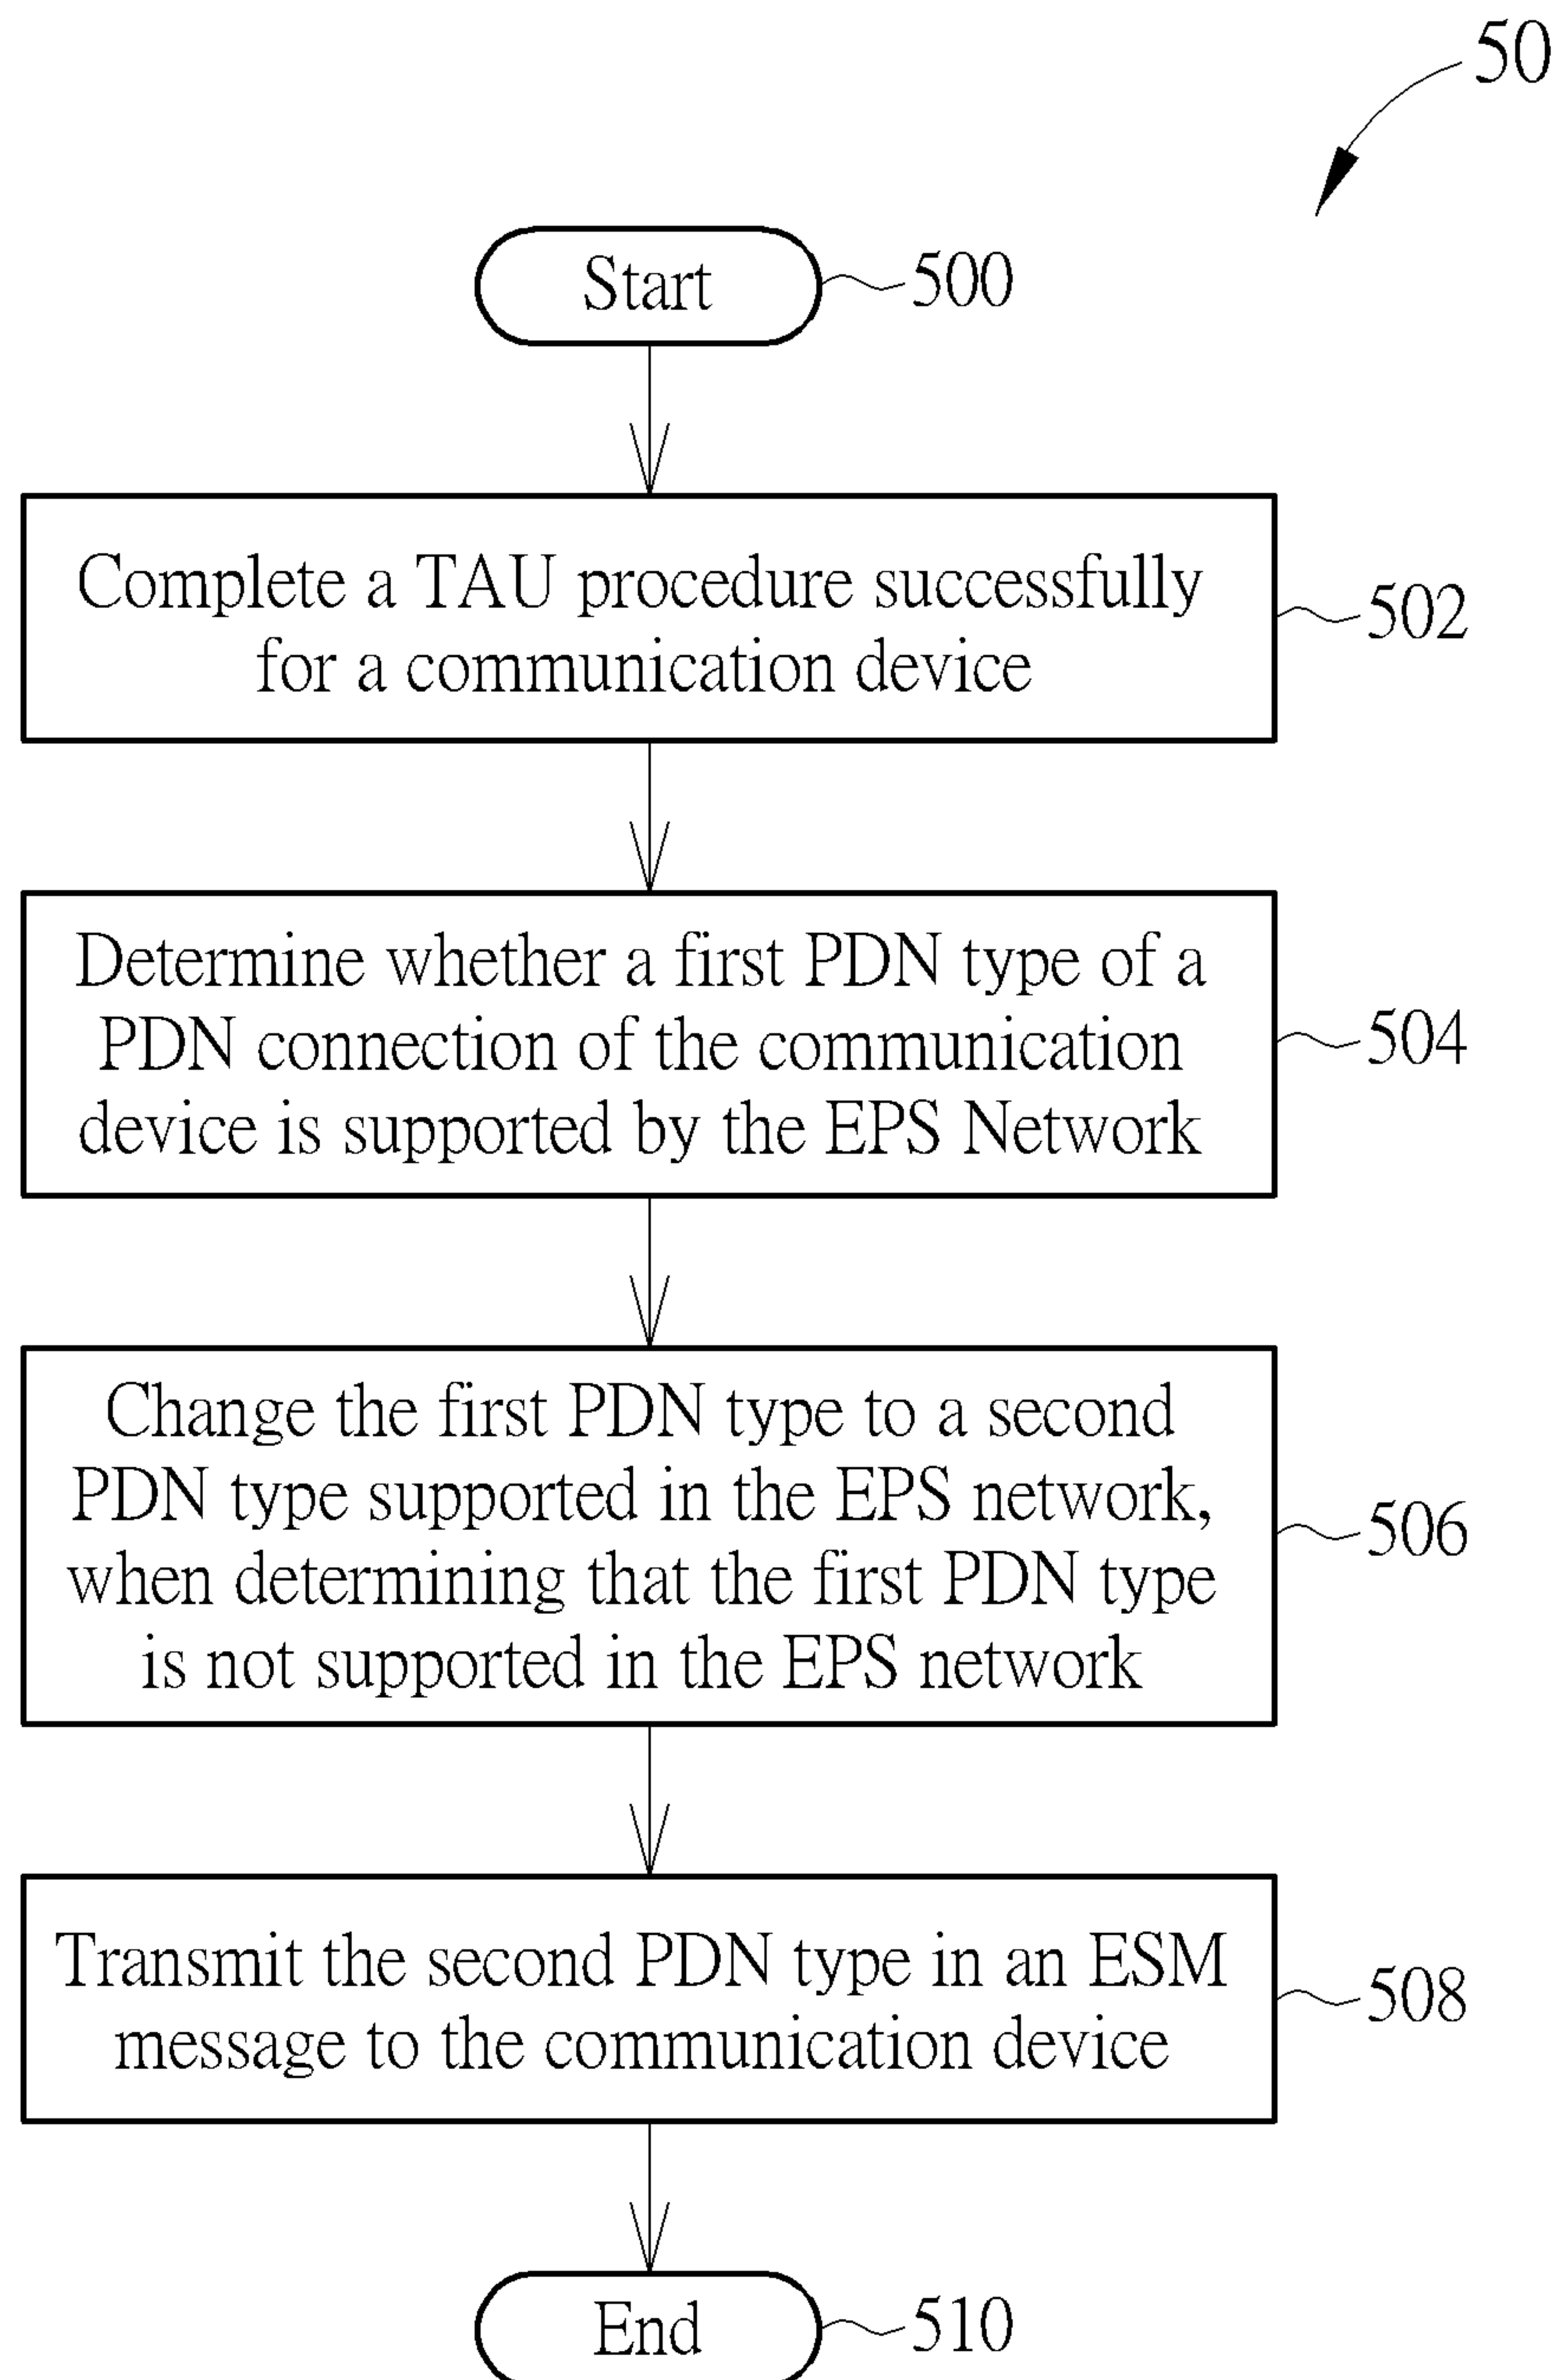 50
Start
500
Complete a TAU procedure successfully
for a communication device
502
Determine whether a first PDN type of a
PDN connection of the communication
device is supported by the EPS Network
504
Change the first PDN type to a second
PDN type supported in the EPS network,
when determining that the first PDN type
is not supported in the EPS network
506
Transmit the second PDN type in an ESM
message to the communication device
508
End
510